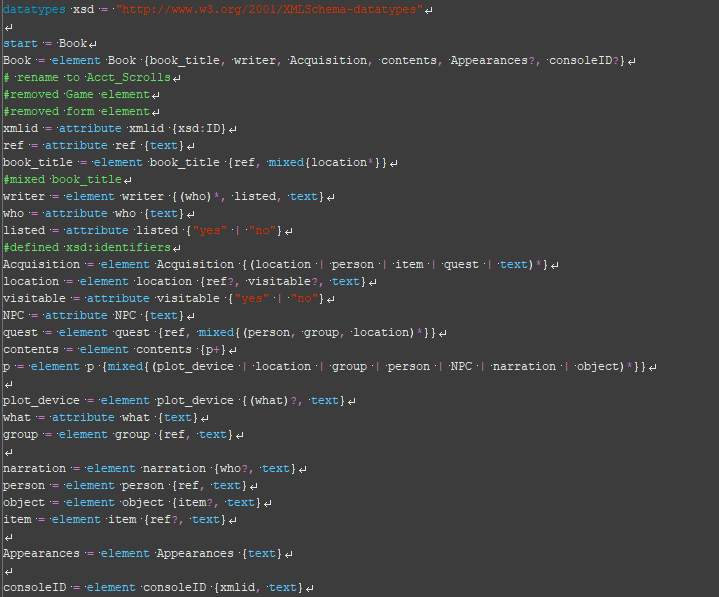 datatypes xsd = "http://www.w3.org/2001/XMLSchema-datatypes"
start = Book
Book = element Book {book_title, writer, Acquisition, contents, Appearances?, consoleID?}
# rename to Acct_Scrolls
#removed Game element
#removed form element
xmlid = attribute xmlid {xsd:ID}
ref = attribute ref {text}
book_title = element book_title {ref, mixed{location*}}
#mixed book_title
writer = element writer {(who)*, listed, text}
who = attribute who {text}
listed = attribute listed {"yes" | "no"}
#defined xsd:identifiers
Acquisition = element Acquisition {(location | person | item | quest | text)*}
location = element location {ref?, visitable?, text}
visitable = attribute visitable {"yes" | "no"}
NPC = attribute NPC {text}
quest = element quest {ref, mixed{(person, group, location)*}}
contents = element contents {p+}
p = element p {mixed{(plot_device | location | group | person | NPC | narration | object)*}}
plot_device = element plot_device {(what)?, text}
what = attribute what {text}
group = element group {ref, text}
narration = element narration {who?, text}
person = element person {ref, text}
object = element object {item?, text}
item = element item {ref?, text}
Appearances = element Appearances {text}
consoleID = element consoleID {xmlid, text}